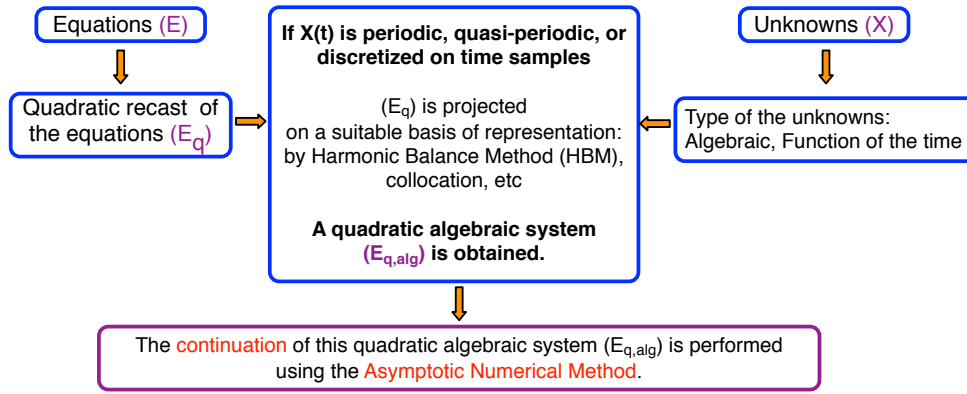 Equations (E)
Quadratic recast of
the equations (Eq)
If X(t) is periodic, quasi-periodic, or
discretized on time samples
(Eq) is projected
on a suitable basis of representation:
by Harmonic Balance Method (HBM),
collocation, etc
A quadratic algebraic system
(Eq,alg) is obtained.
Unknowns (X)
Type of the unknowns:
Algebraic, Function of the time
The continuation of this quadratic algebraic system (Eq,alg) is performed
using the Asymptotic Numerical Method.